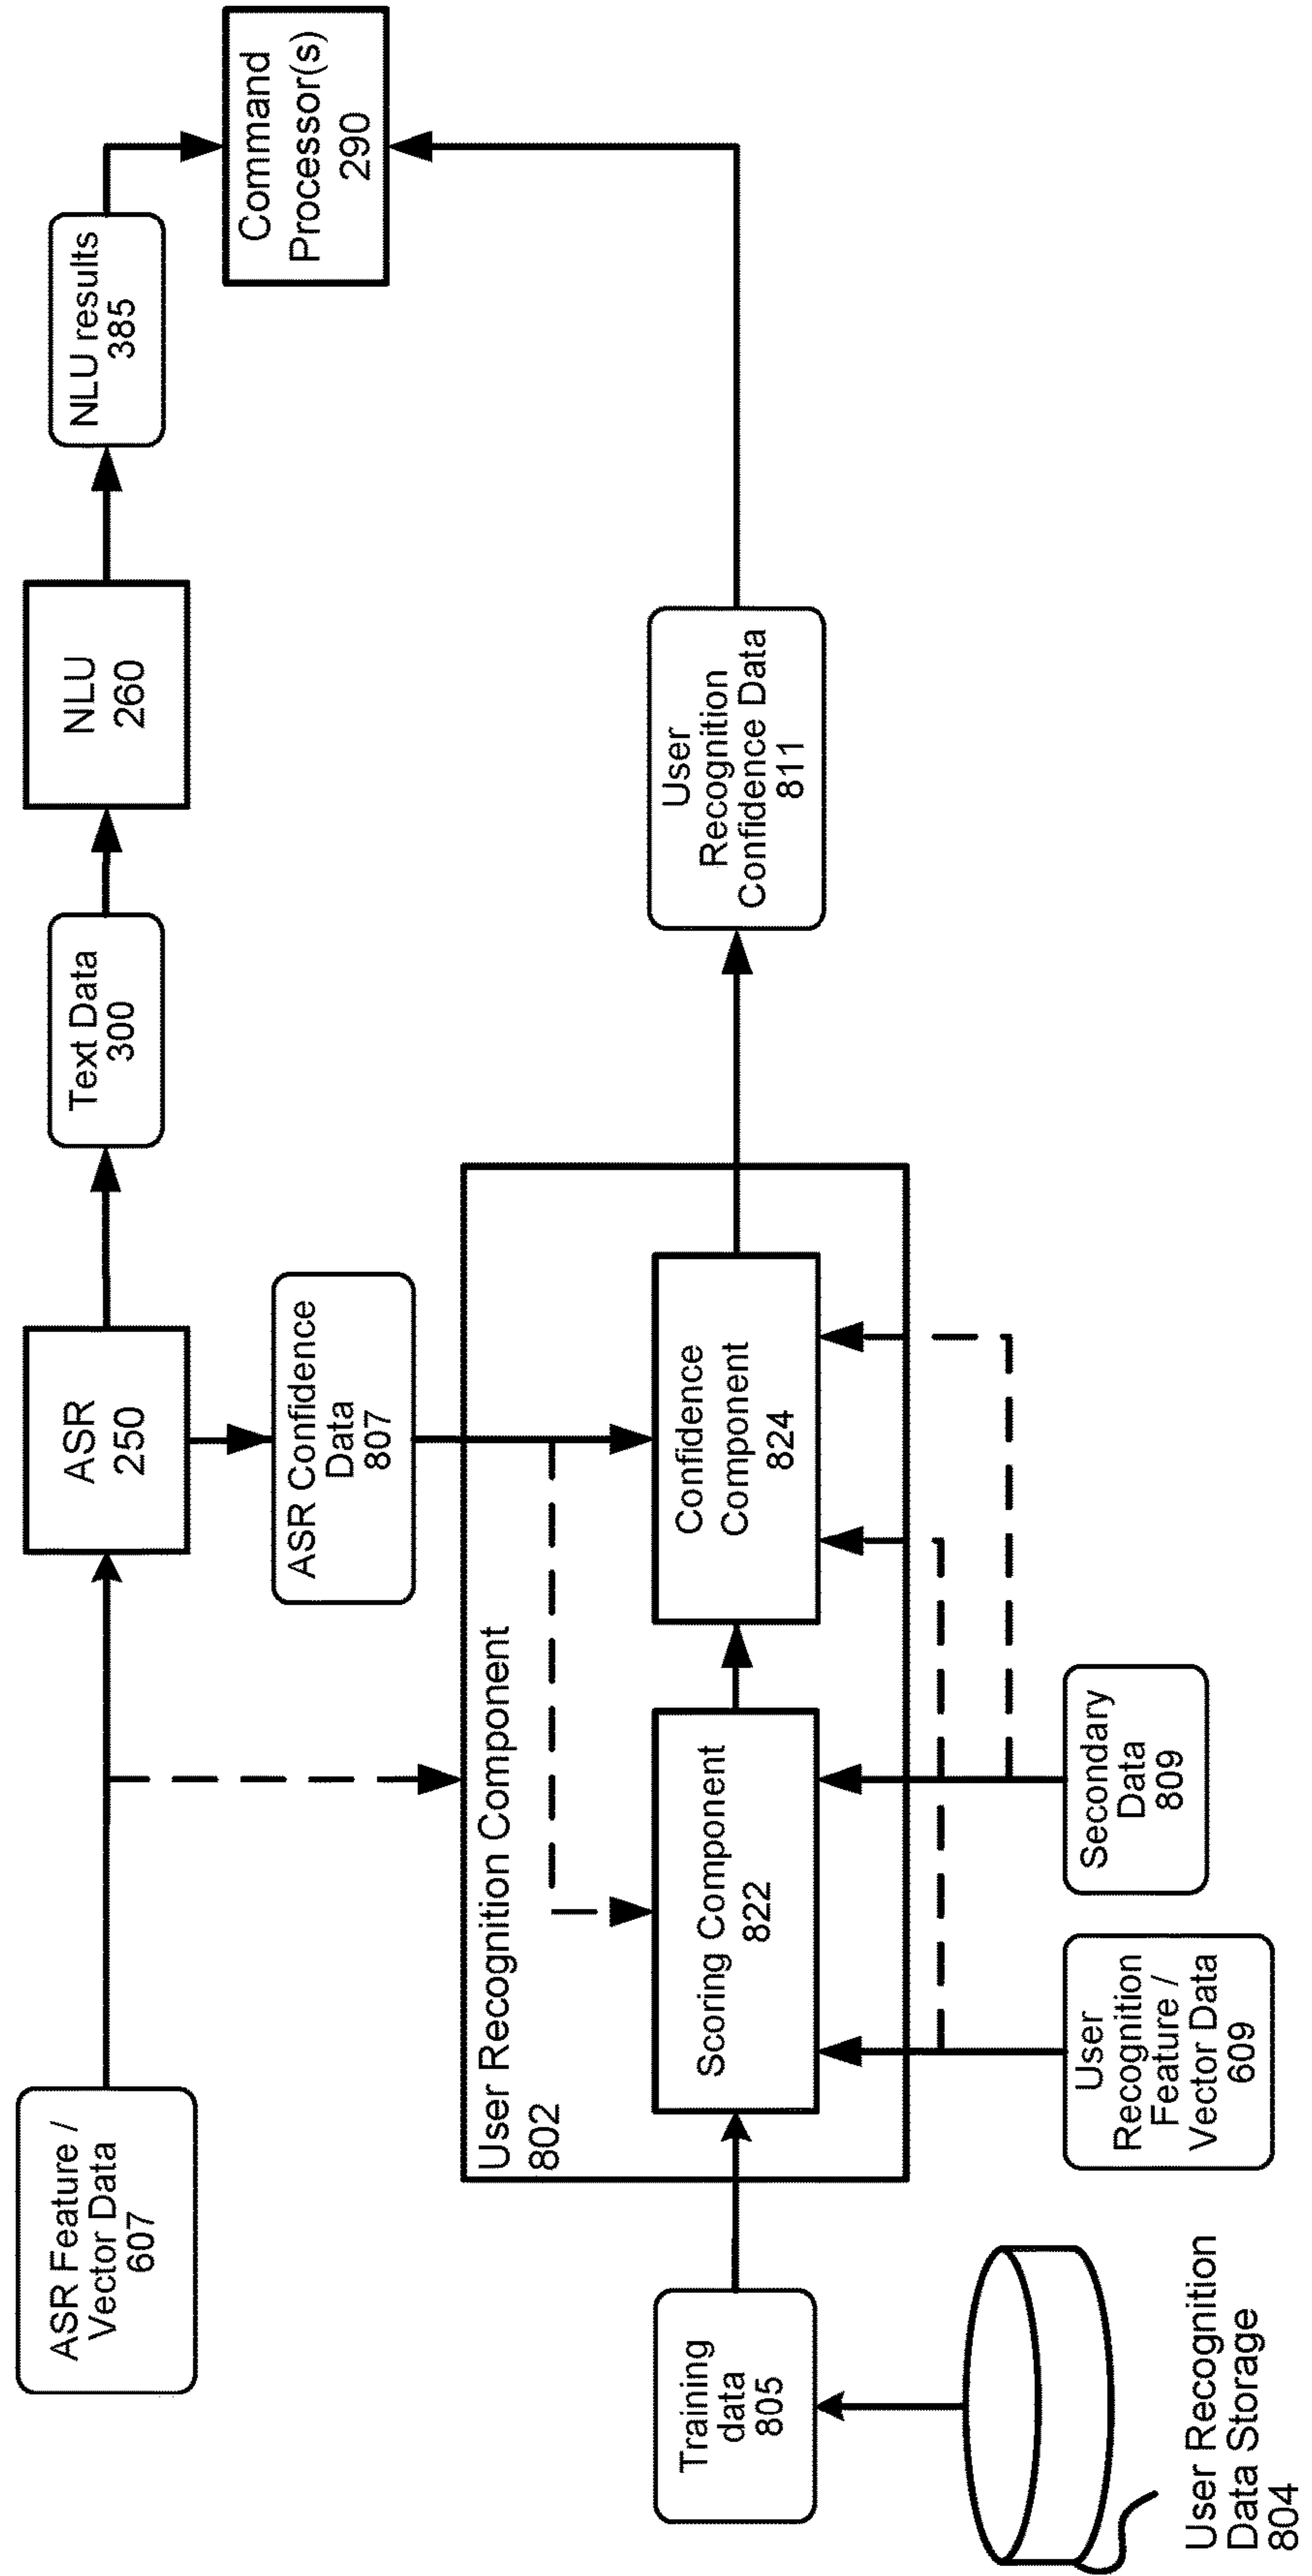 ASR Feature /
Vector Data
607
ASR
250
Text Data
300
NLU
260
NLU results
385
Command
Processor(s)
290
ASR Confidence
Data
807
User Recognition Component
802
Scoring Component
822
Confidence
Component
824
User
Recognition
Confidence Data
811
Training
data
805
User Recognition
Data Storage
804
User
Recognition
Feature /
Vector Data
609
Secondary
Data
809